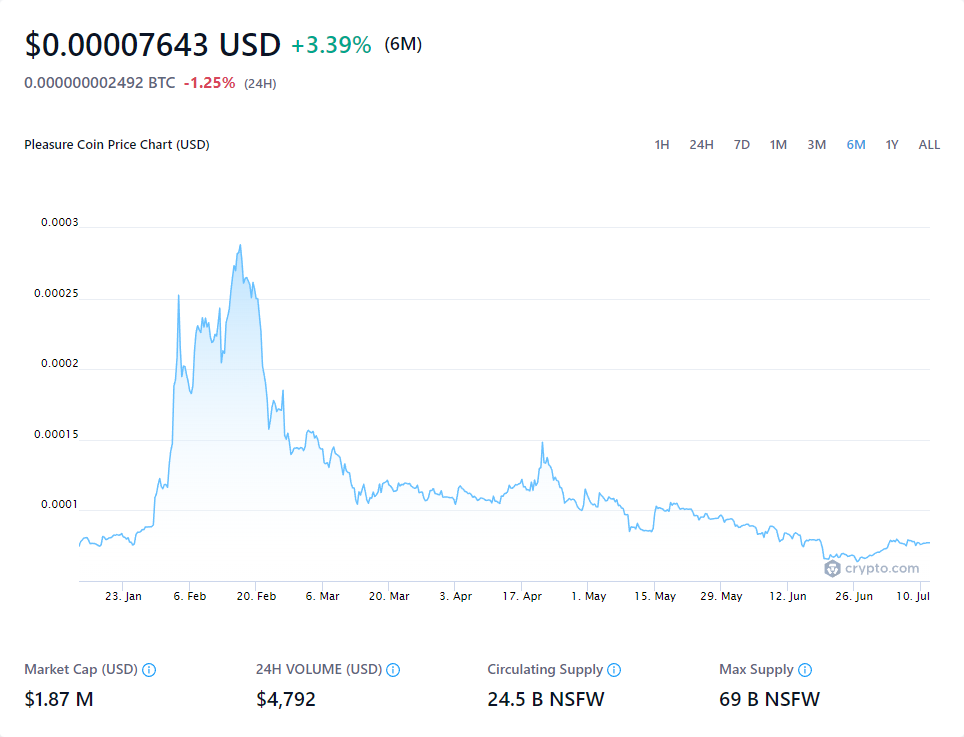 $0.00007643 USD +3.39% (6M)
0.000000002492 BTC -1.25% (24H)
Pleasure Coin Price Chart (USD) 1H 24H 7D 1M 3M 6M 1Y ALL
0.0003
0.00025
0.0002
0.00015
0.0001
crypto.com
23. Jan 6. Feb 20. Feb 6. Mar 20. Mar 3. Apr 17. Apr 1. May 15. May 29. May 12. Jun 26. Jun 10. Jul
Market Cap (USD) 24H VOLUME (USD) Circulating Supply Max Supply
$1.87 M $4,792 24.5 B NSFW 69 B NSFW